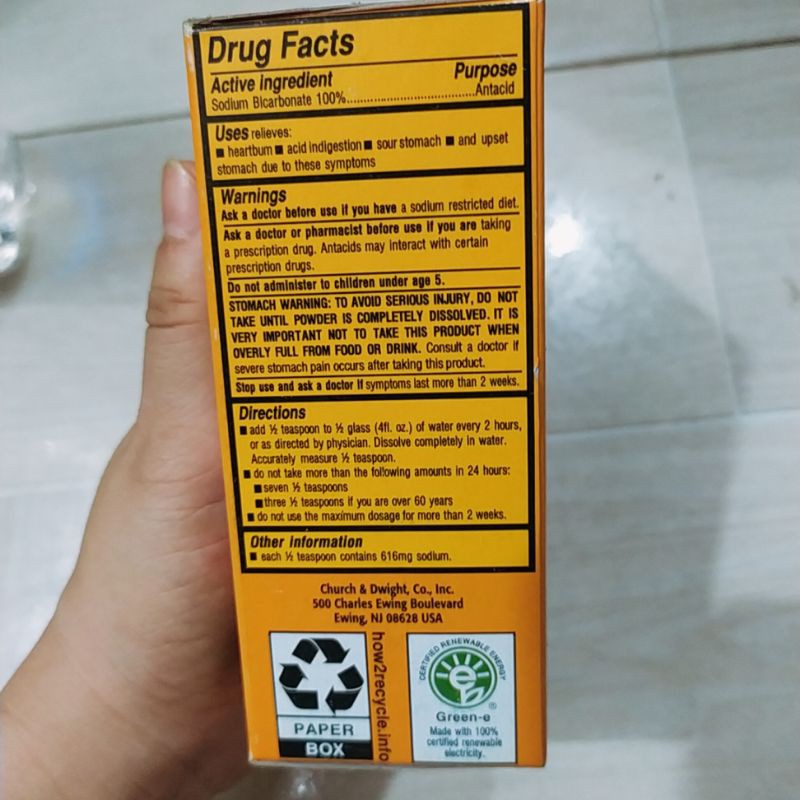 Drug Facts
Active ingredient Purpose
Sodium Bicarbonate 100%......................................Antacid
Uses relieves:
■ heartburn ■ acid indigestion ■ sour stomach ■ and upset
stomach due to these symptoms
Warnings
Ask a doctor before use if you have a sodium restricted diet.
Ask a doctor or pharmacist before use if you are taking
a prescription drug. Antacids may interact with certain
prescription drugs.
Do not administer to children under age 5.
STOMACH WARNING: TO AVOID SERIOUS INJURY, DO NOT
TAKE UNTIL POWDER IS COMPLETELY DISSOLVED. IT IS
VERY IMPORTANT NOT TO TAKE THIS PRODUCT WHEN
OVERLY FULL FROM FOOD OR DRINK. Consult a doctor if
severe stomach pain occurs after taking this product.
Stop use and ask a doctor if symptoms last more than 2 weeks.
Directions
■ add ½ teaspoon to ½ glass (4fl. oz.) of water every 2 hours,
or as directed by physician. Dissolve completely in water.
Accurately measure ½ teaspoon.
■ do not take more than the following amounts in 24 hours:
■ seven ½ teaspoons
■ three ½ teaspoons if you are over 60 years
■ do not use the maximum dosage for more than 2 weeks.
Other information
■ each ½ teaspoon contains 616mg sodium.
Church & Dwight, Co., Inc.
500 Charles Ewing Boulevard
Ewing, NJ 08628 USA
PAPER
BOX
how2recycle.info
CERTIFIED RENEWABLE ENERGY
e
®
Green-e
Made with 100%
certified renewable
electricity.